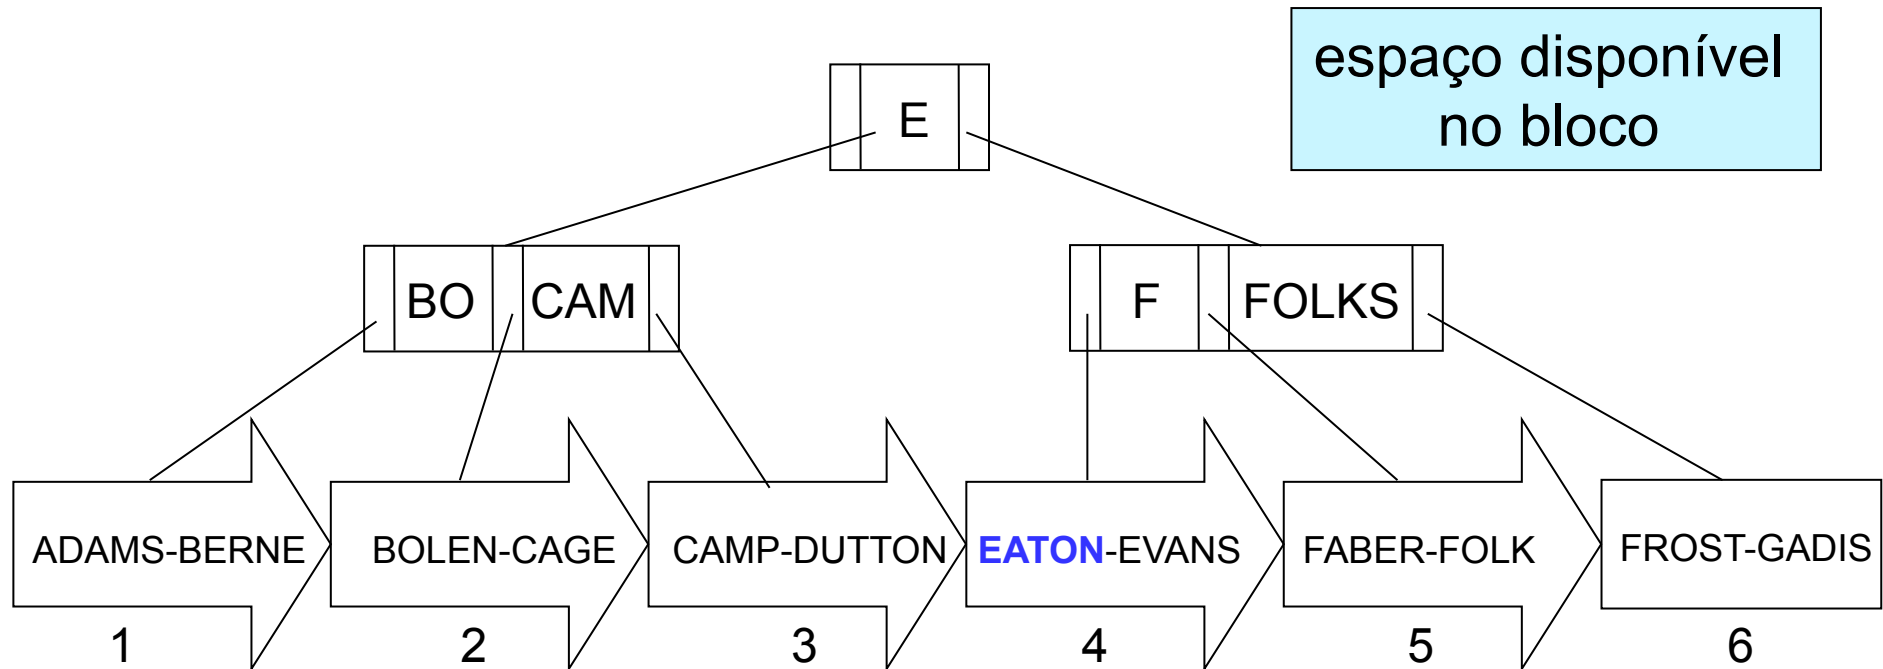 espaço disponível
no bloco
E
BO CAM
F FOLKS
ADAMS-BERNE BOLEN-CAGE CAMP-DUTTON EATON-EVANS FABER-FOLK FROST-GADIS
1 2 3 4 5 6